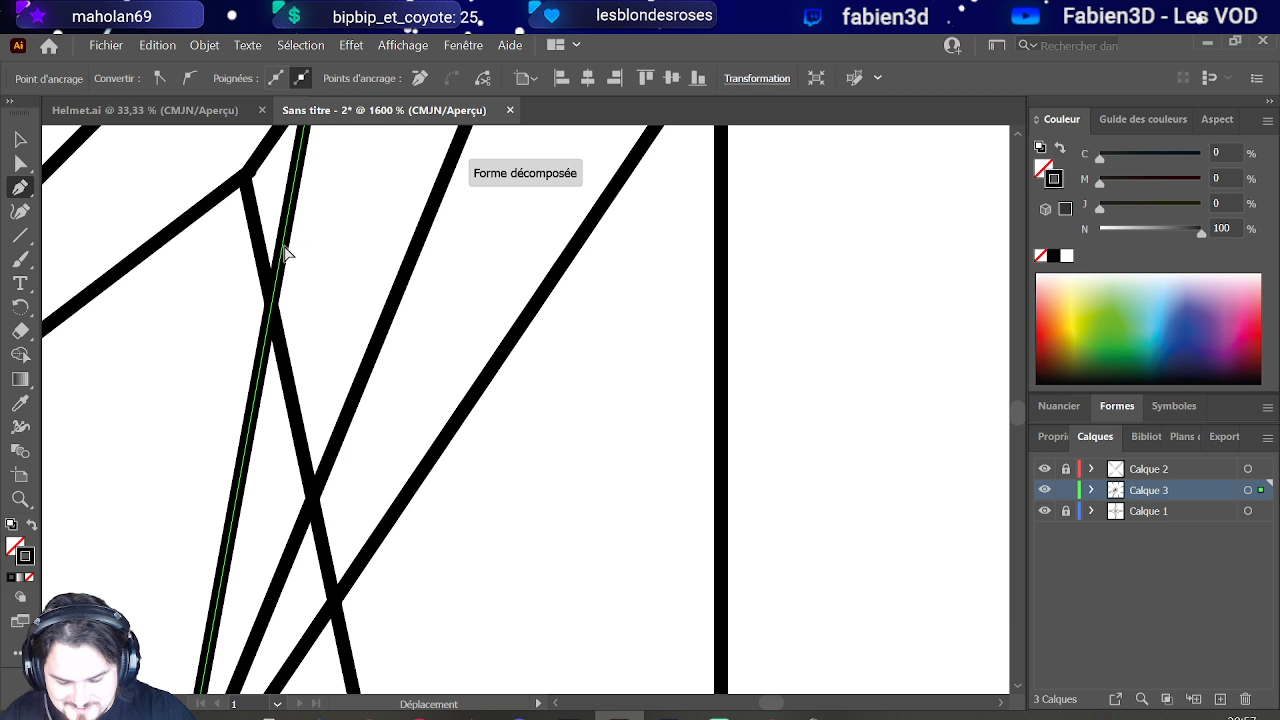 maholan69
bipbip_et_coyote: 25
lesblondesroses
fabien3d
Fabien3D - Les VOD
Ai
Fichier Edition Objet Texte Sélection Effet Affichage Fenêtre Aide
Rechercher dan
Point d'ancrage Convertir : Poignées : Points d'ancrage : Transformation
Helmet.ai @ 33,33 % (CMJN/Aperçu) × Sans titre - 2* @ 1600 % (CMJN/Aperçu) ×
Couleur Guide des couleurs Aspect
C 0 %
M 0 %
J 0 %
N 100 %
Forme décomposée
Nuancier Formes Symboles
Proprie Calques Bibliot Plans d Export
Calque 2
Calque 3
Calque 1
3 Calques
1 Déplacement